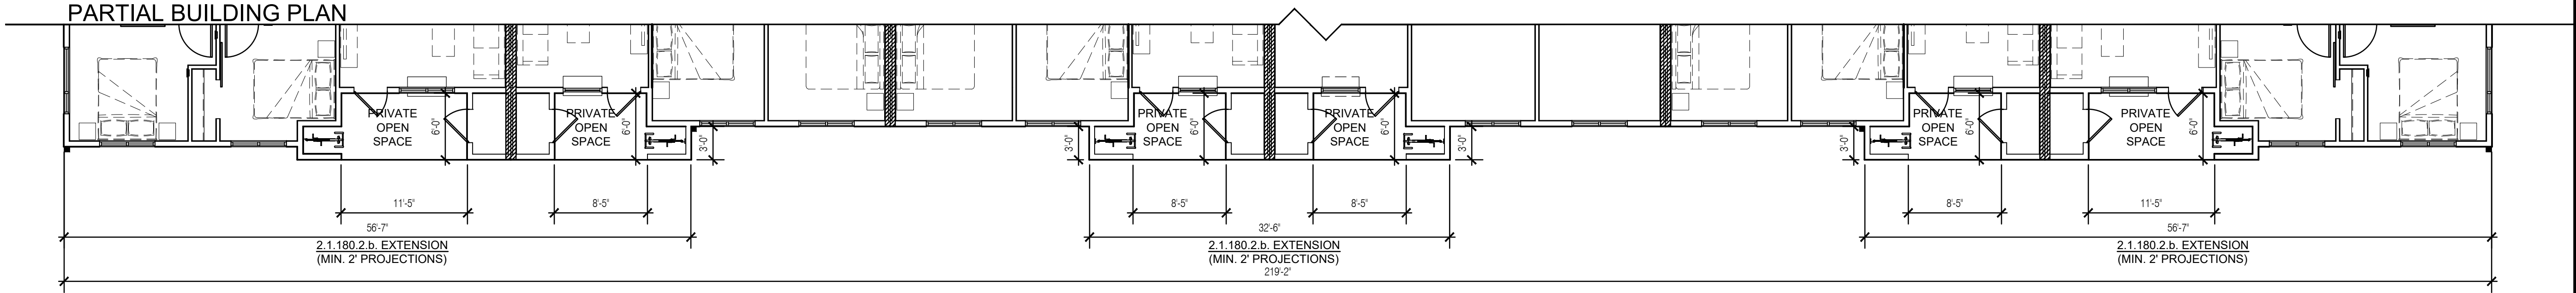 PARTIAL BUILDING PLAN
PRIVATE
OPEN
SPACE
6'-0"
PRIVATE
OPEN
SPACE
6'-0"
3'-0"
3'-0"
PRIVATE
OPEN
SPACE
6'-0"
PRIVATE
OPEN
SPACE
6'-0"
3'-0"
3'-0"
PRIVATE
OPEN
SPACE
6'-0"
PRIVATE
OPEN
SPACE
6'-0"
11'-5"
8'-5"
8'-5"
8'-5"
8'-5"
11'-5"
56'-7"
2.1.180.2.b. EXTENSION
(MIN. 2' PROJECTIONS)
32'-6"
2.1.180.2.b. EXTENSION
(MIN. 2' PROJECTIONS)
56'-7"
2.1.180.2.b. EXTENSION
(MIN. 2' PROJECTIONS)
219'-2"